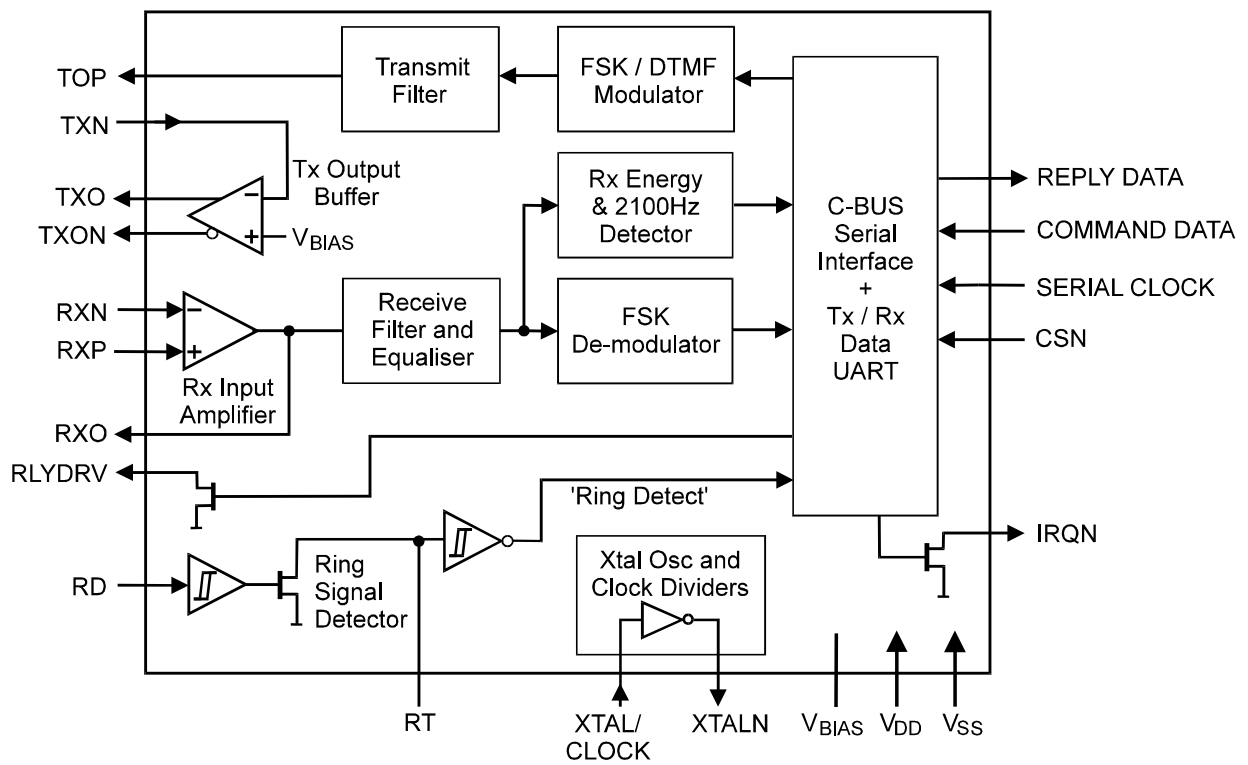 TOP
TXN
TXO
TXON
RXN
RXP
RXO
RLYDRV
RD
Transmit
Filter
FSK / DTMF
Modulator
Tx Output
Buffer
−
+
VBIAS
Rx Energy
& 2100Hz
Detector
−
+
Rx Input
Amplifier
Receive
Filter and
Equaliser
FSK
De-modulator
C-BUS
Serial
Interface
+
Tx / Rx
Data
UART
REPLY DATA
COMMAND DATA
SERIAL CLOCK
CSN
IRQN
'Ring Detect'
Ring
Signal
Detector
Xtal Osc and
Clock Dividers
RT
XTAL/
CLOCK
XTALN
VBIAS
VDD
VSS